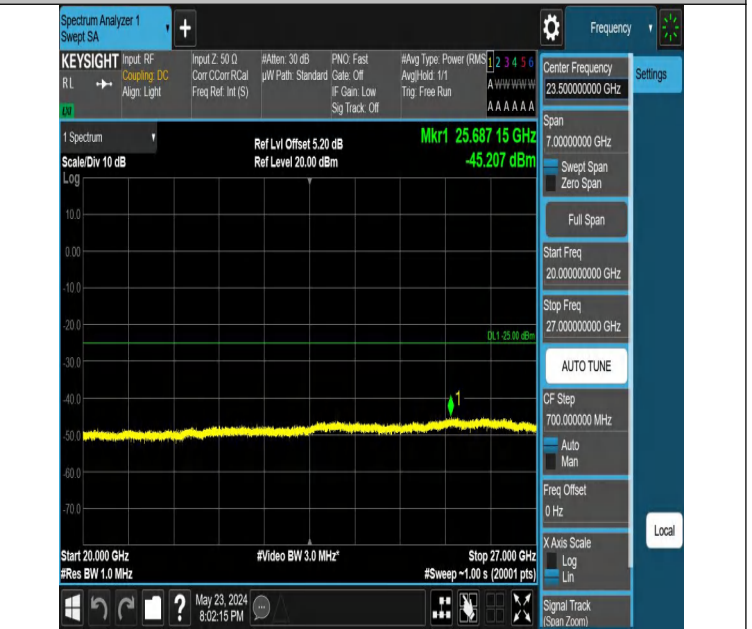 Spectrum Analyzer 1
Swept SA
+
Frequency
KEYSIGHT
RL
Input: RF
Coupling: DC
Align: Light
Input Z: 50 Ω
Corr CCorr RCal
Freq Ref: Int (S)
#Atten: 30 dB
µW Path: Standard
PNO: Fast
Gate: Off
IF Gain: Low
Sig Track: Off
#Avg Type: Power (RMS
Avg|Hold: 1/1
Trig: Free Run
1 2 3 4 5 6
A W W W W W
A A A A A A
1 Spectrum
Scale/Div 10 dB
Log
Ref Lvl Offset 5.20 dB
Ref Level 20.00 dBm
Mkr1 25.687 15 GHz
-45.207 dBm
10.0
0.00
-10.0
-20.0
-30.0
-40.0
-50.0
-60.0
-70.0
DL1 -25.00 dBm
1
Start 20.000 GHz
#Res BW 1.0 MHz
#Video BW 3.0 MHz*
Stop 27.000 GHz
#Sweep ~1.00 s (20001 pts)
?
May 23, 2024
8:02:15 PM
Center Frequency
23.500000000 GHz
Settings
Span
7.00000000 GHz
Swept Span
Zero Span
Full Span
Start Freq
20.000000000 GHz
Stop Freq
27.000000000 GHz
AUTO TUNE
CF Step
700.000000 MHz
Auto
Man
Freq Offset
0 Hz
X Axis Scale
Log
Lin
Signal Track
(Span Zoom)
Local